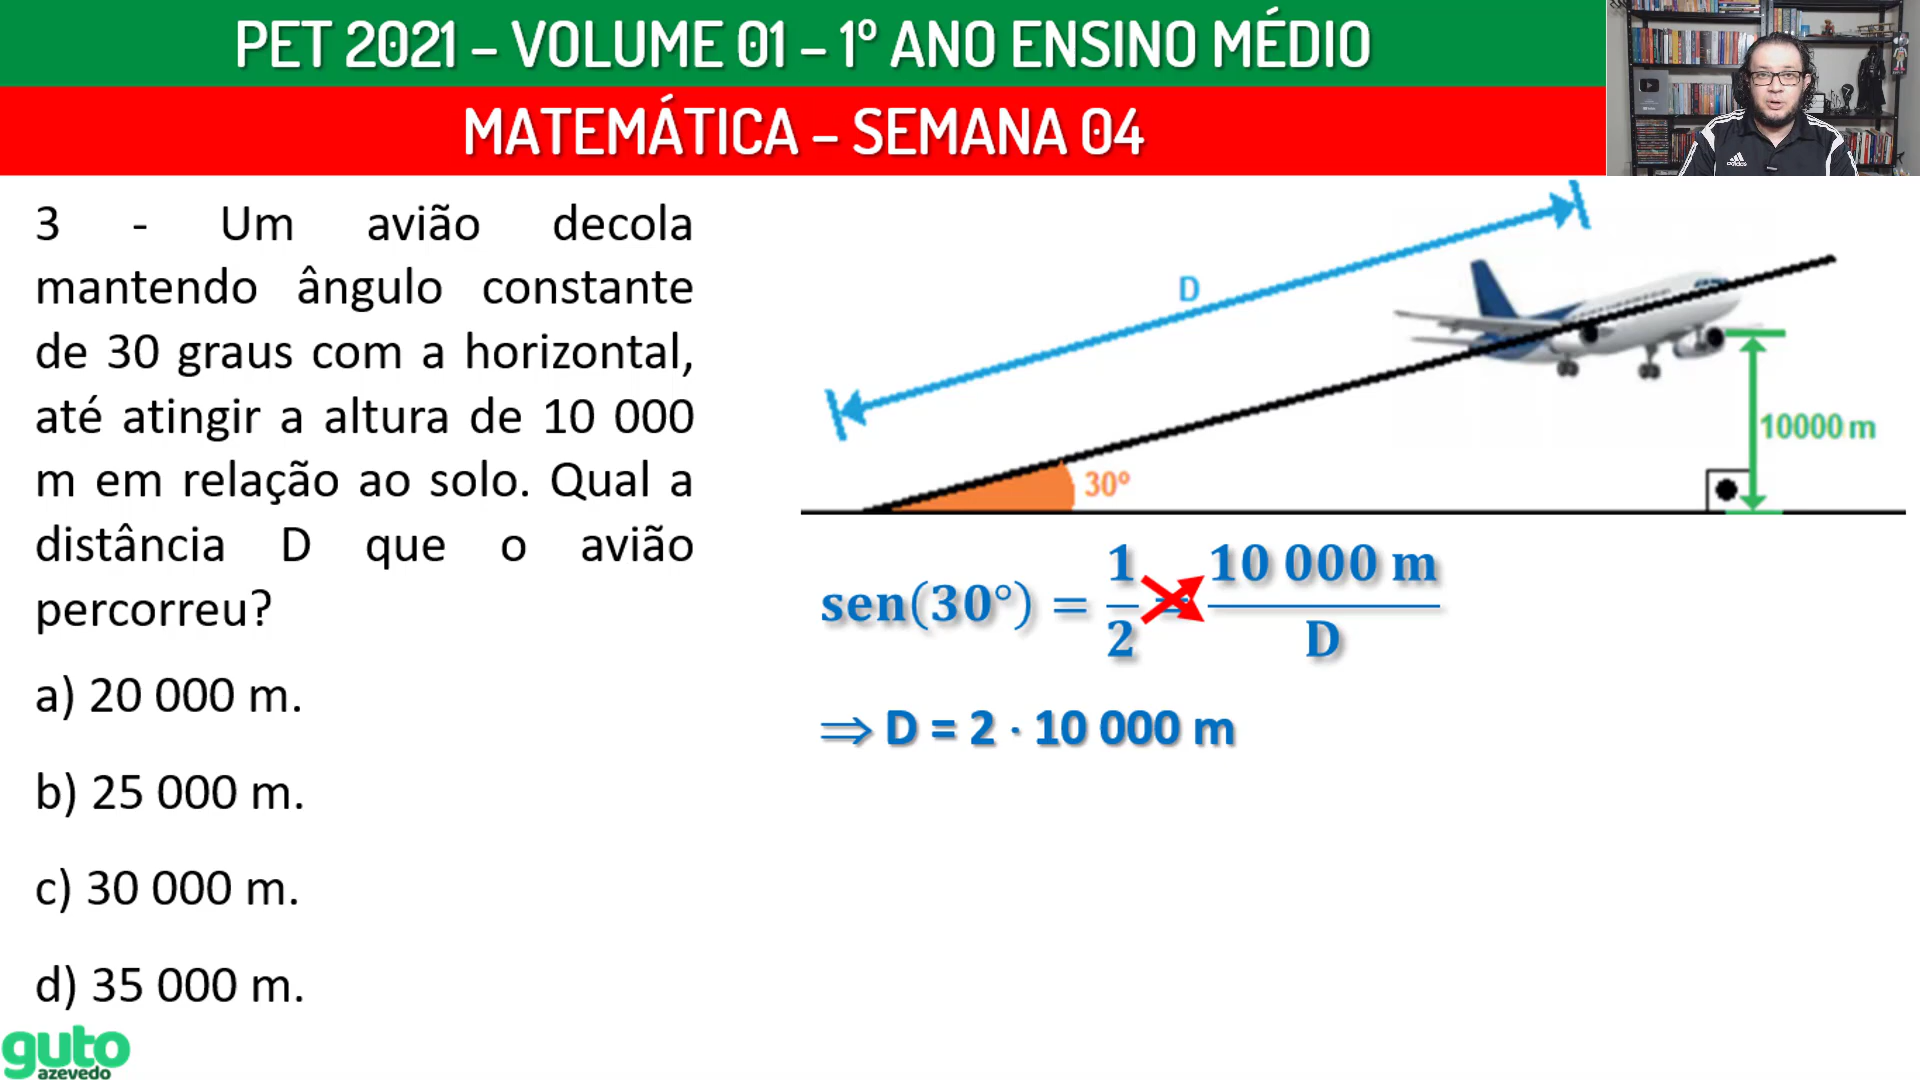 PET 2021 – VOLUME 01 – 1º ANO ENSINO MÉDIO
MATEMÁTICA – SEMANA 04
3 - Um avião decola
mantendo ângulo constante
de 30 graus com a horizontal,
até atingir a altura de 10 000
m em relação ao solo. Qual a
distância D que o avião
percorreu?
a) 20 000 m.
b) 25 000 m.
c) 30 000 m.
d) 35 000 m.
D
10000 m
30º
sen(30°) = 1/2 = 10 000 m/D
⟹ D = 2 · 10 000 m
adidas
guto
azevedo